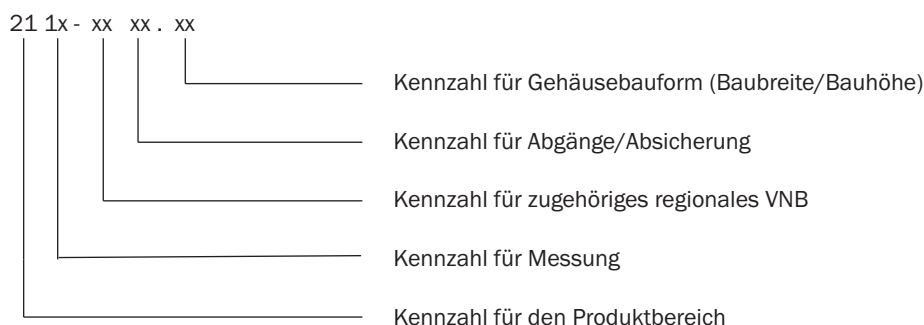 21 1x - xx xx . xx
Kennzahl für Gehäusebauform (Baubreite/Bauhöhe)
Kennzahl für Abgänge/Absicherung
Kennzahl für zugehöriges regionales VNB
Kennzahl für Messung
Kennzahl für den Produktbereich